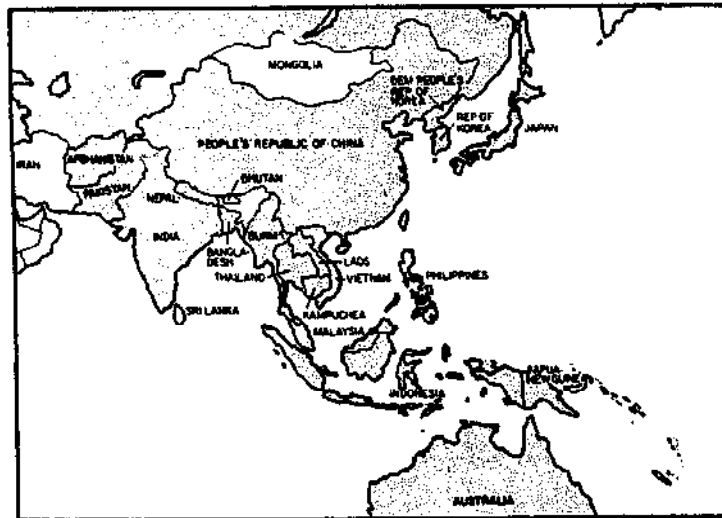 MONGOLIA
DEM PEOPLE'S
REP OF
KOREA
REP OF
KOREA
JAPAN
PEOPLE'S REPUBLIC OF CHINA
IRAN
AFGHANISTAN
PAKISTAN
NEPAL
BHUTAN
INDIA
BURMA
BANGLA-
DESH
LAOS
THAILAND
VIETNAM
PHILIPPINES
SRI LANKA
KAMPUCHEA
MALAYSIA
INDONESIA
PAPUA
NEW GUINEA
AUSTRALIA